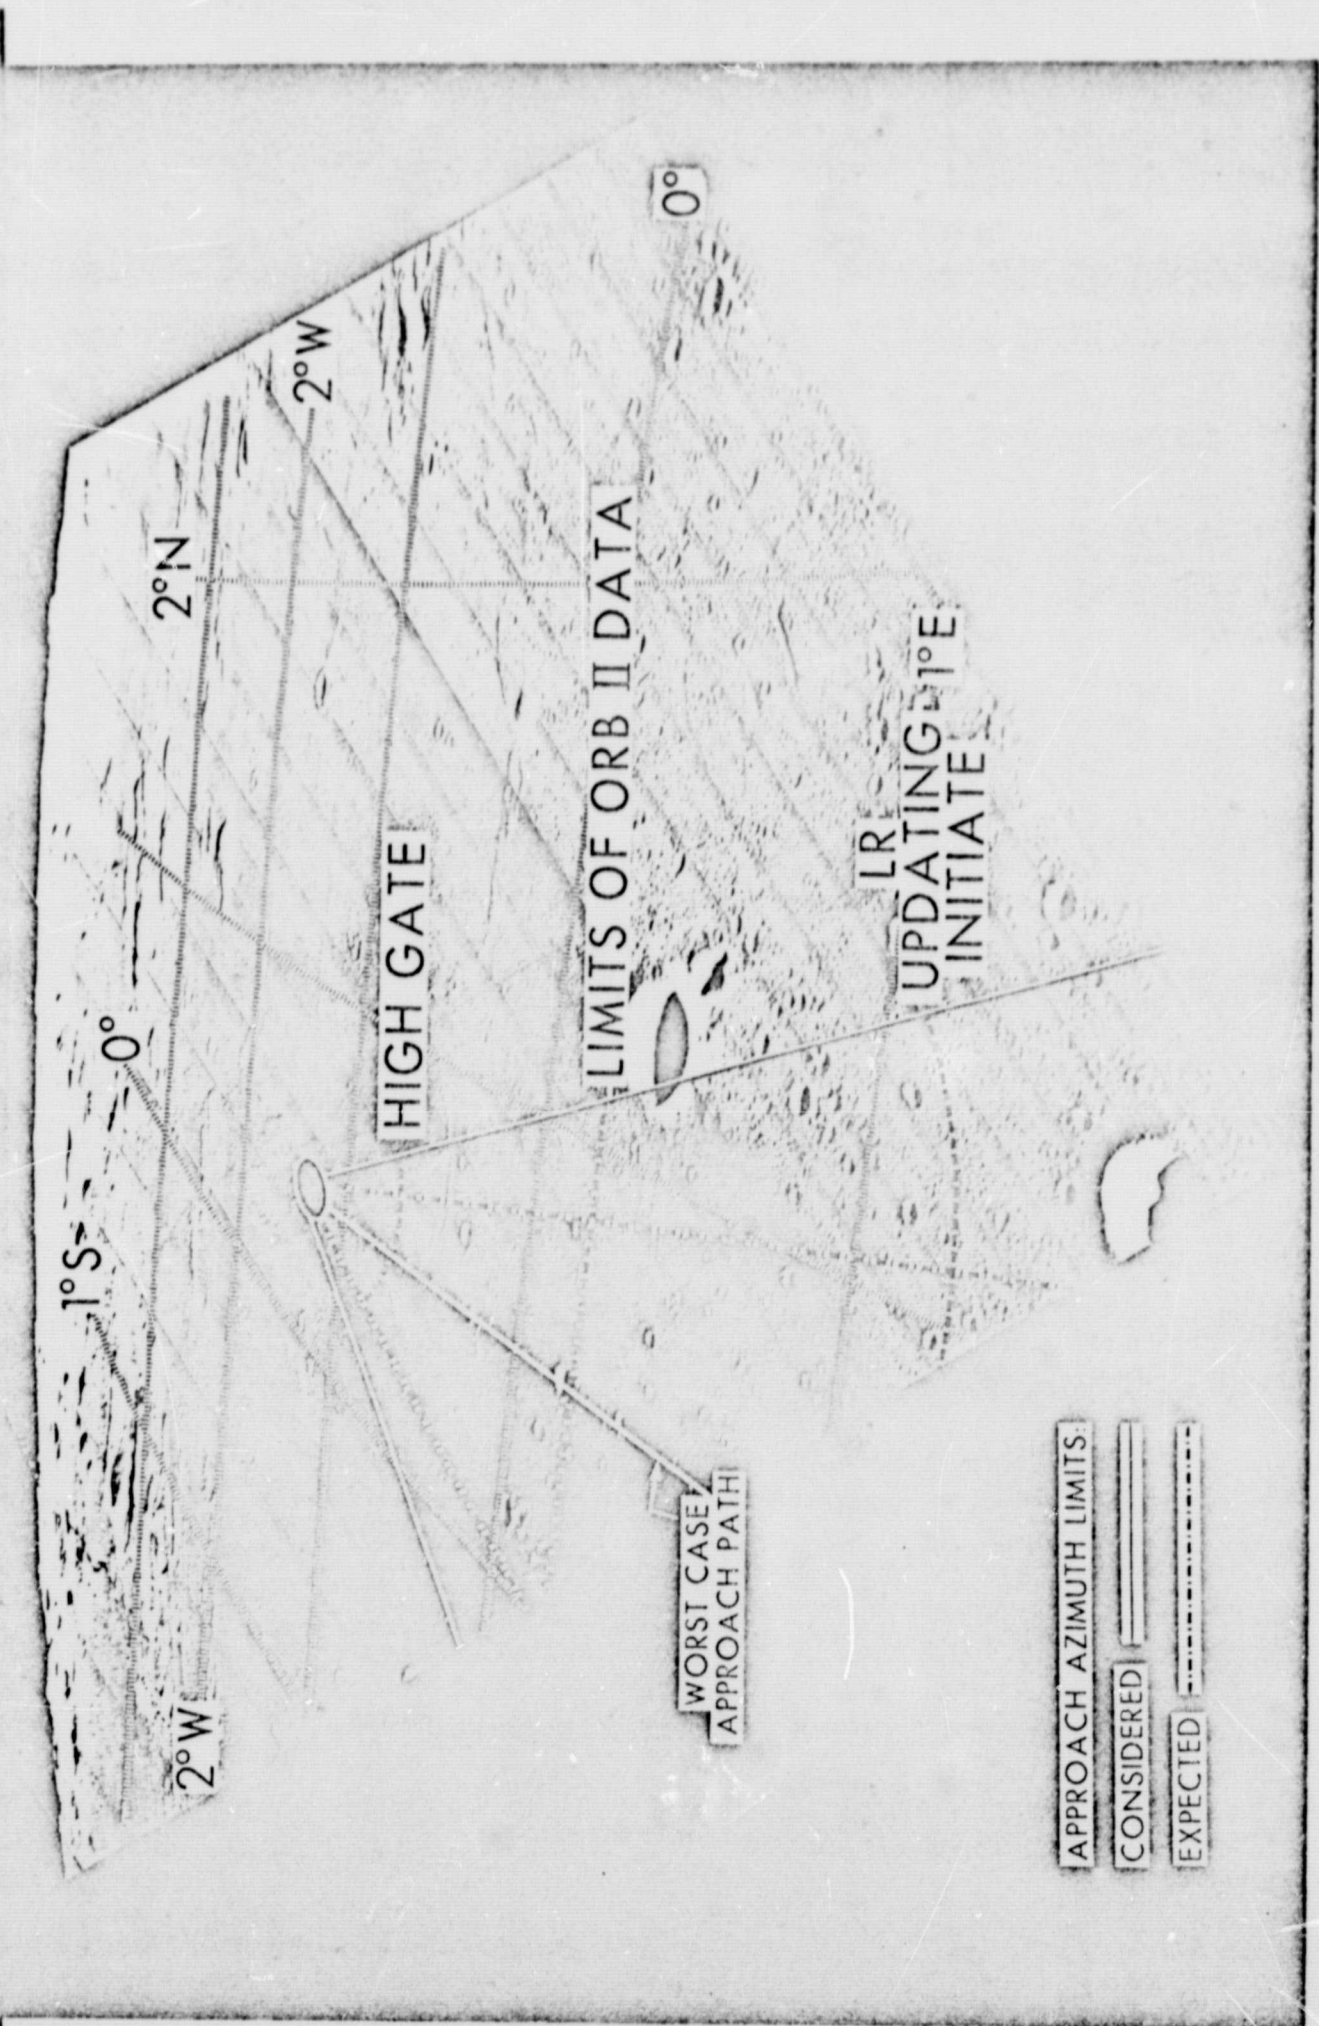 2°W
1°S
0°
2°N
2°W
HIGH GATE
LIMITS OF ORB II DATA
0°
WORST CASE
APPROACH PATH
LR
UPDATING
INITIATE
1°E
APPROACH AZIMUTH LIMITS:
CONSIDERED
EXPECTED